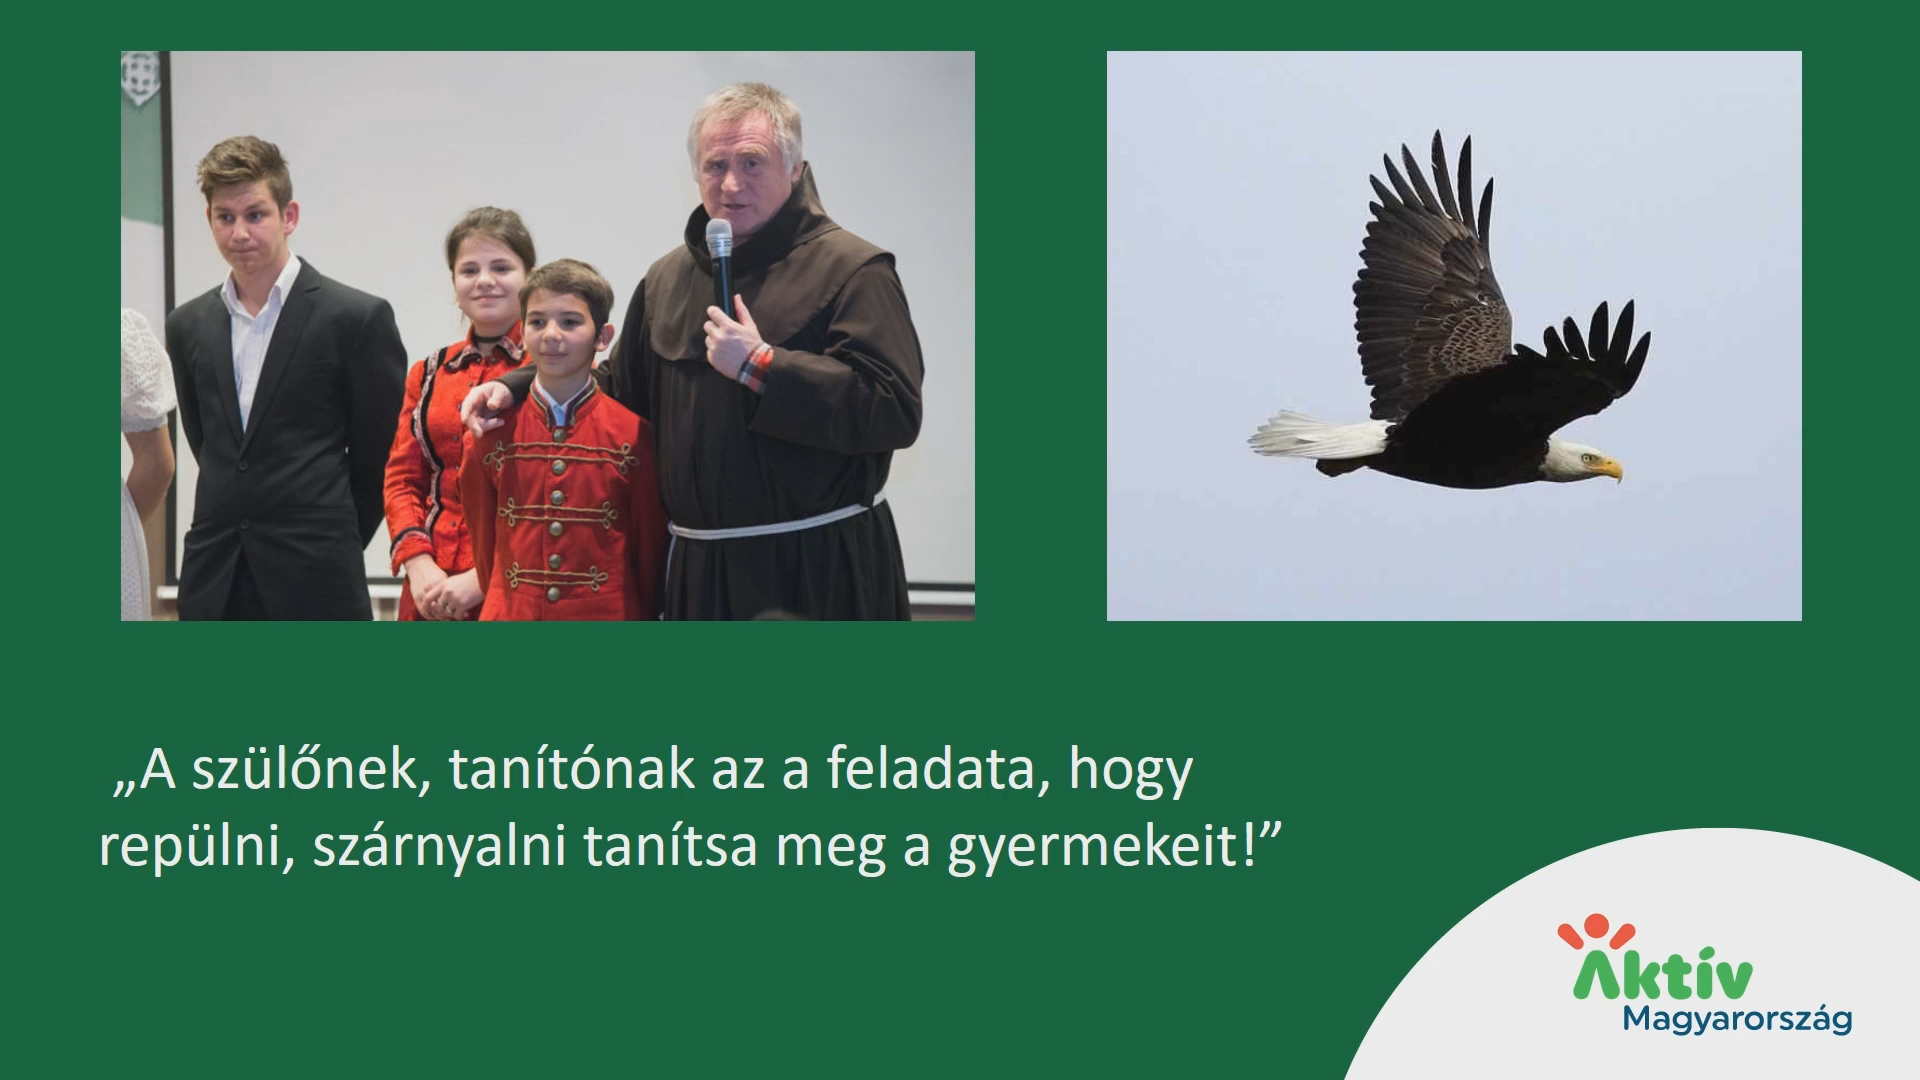 „A szülőnek, tanítónak az a feladata, hogy
repülni, szárnyalni tanítsa meg a gyermekeit!”
Aktív
Magyarország